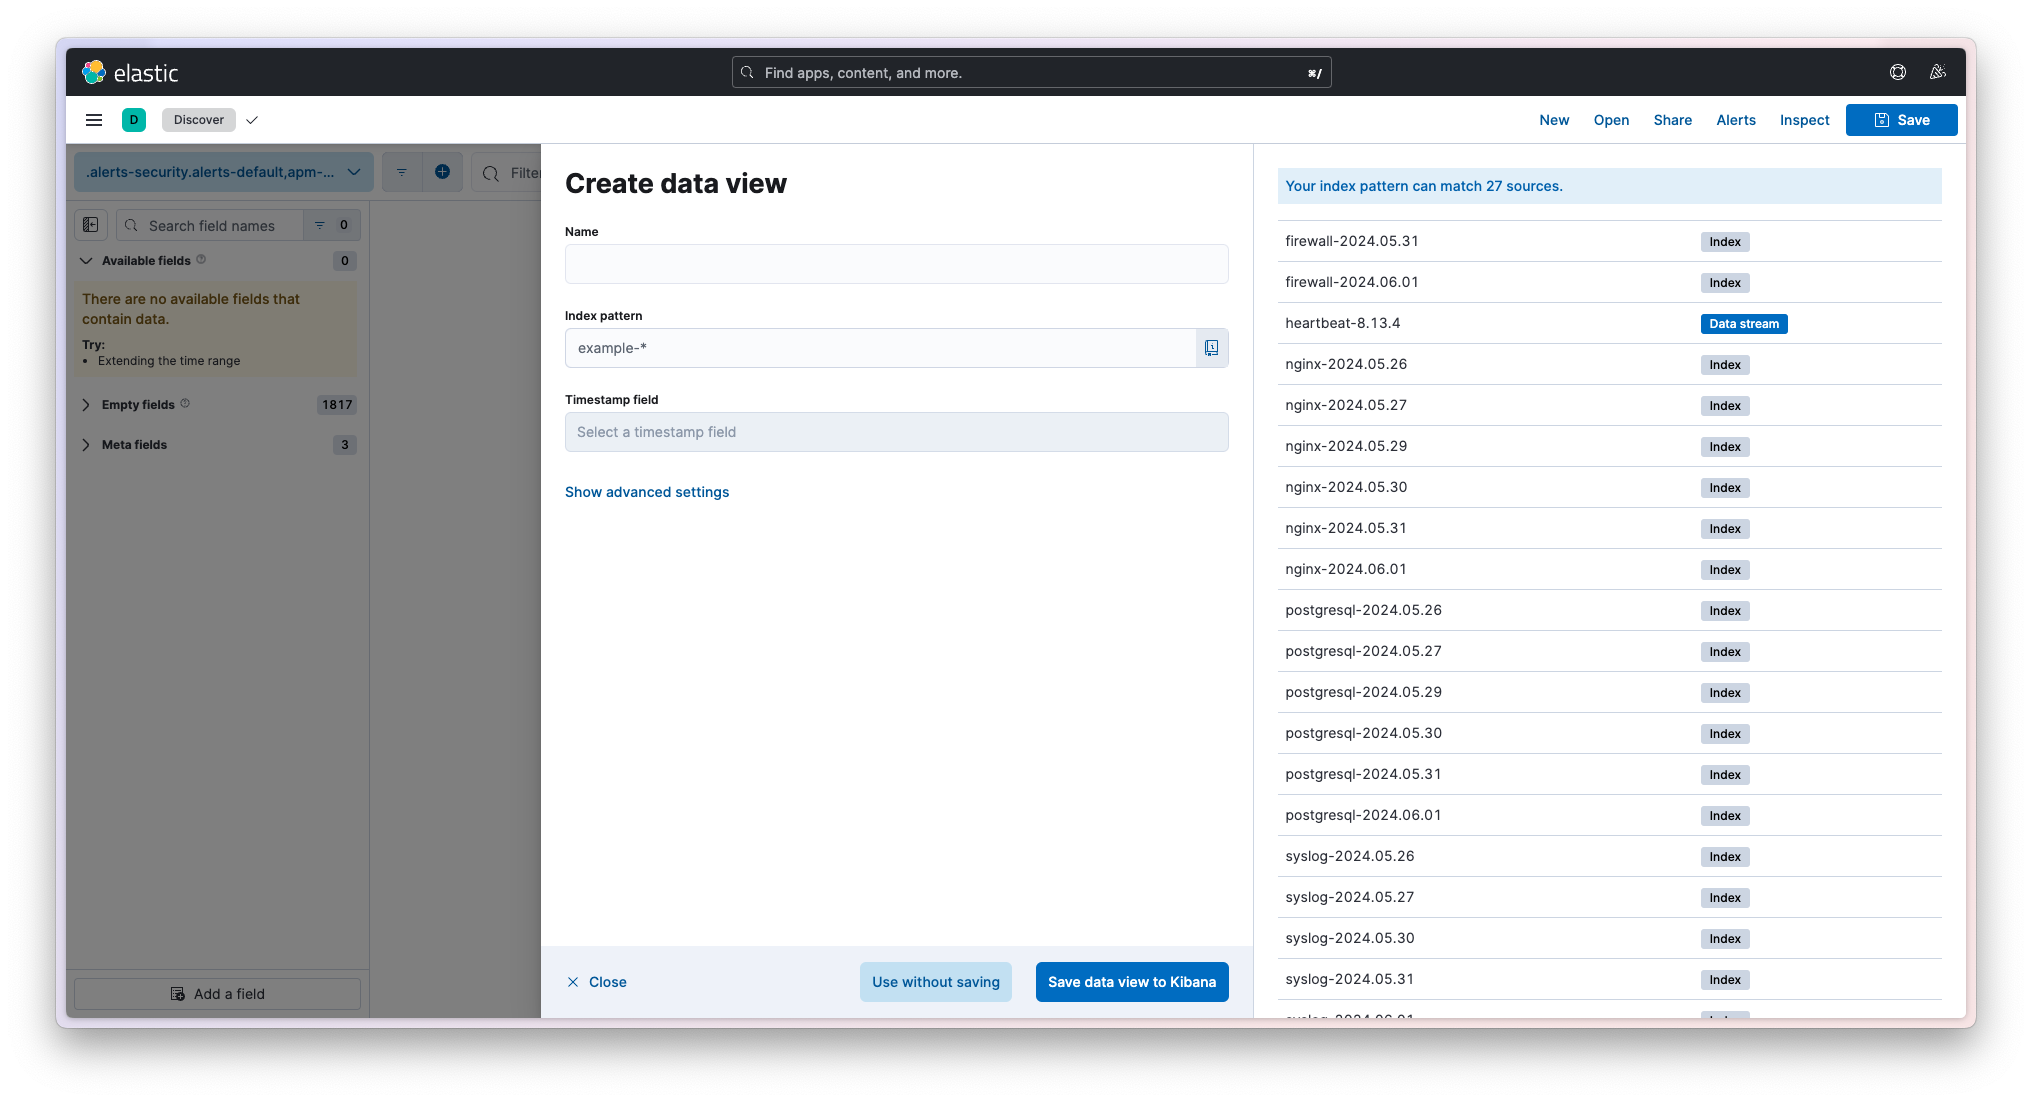 elastic
Find apps, content, and more.
⌘/
D
Discover
New
Open
Share
Alerts
Inspect
Save
.alerts-security.alerts-default,apm-...
Filte
Search field names
0
Available fields
0
There are no available fields that
contain data.
Try:
• Extending the time range
Empty fields
1817
Meta fields
3
Add a field
Create data view
Name
Index pattern
example-*
Timestamp field
Select a timestamp field
Show advanced settings
Close
Use without saving
Save data view to Kibana
Your index pattern can match 27 sources.
firewall-2024.05.31 Index
firewall-2024.06.01 Index
heartbeat-8.13.4 Data stream
nginx-2024.05.26 Index
nginx-2024.05.27 Index
nginx-2024.05.29 Index
nginx-2024.05.30 Index
nginx-2024.05.31 Index
nginx-2024.06.01 Index
postgresql-2024.05.26 Index
postgresql-2024.05.27 Index
postgresql-2024.05.29 Index
postgresql-2024.05.30 Index
postgresql-2024.05.31 Index
postgresql-2024.06.01 Index
syslog-2024.05.26 Index
syslog-2024.05.27 Index
syslog-2024.05.30 Index
syslog-2024.05.31 Index
syslog-2024.06.01